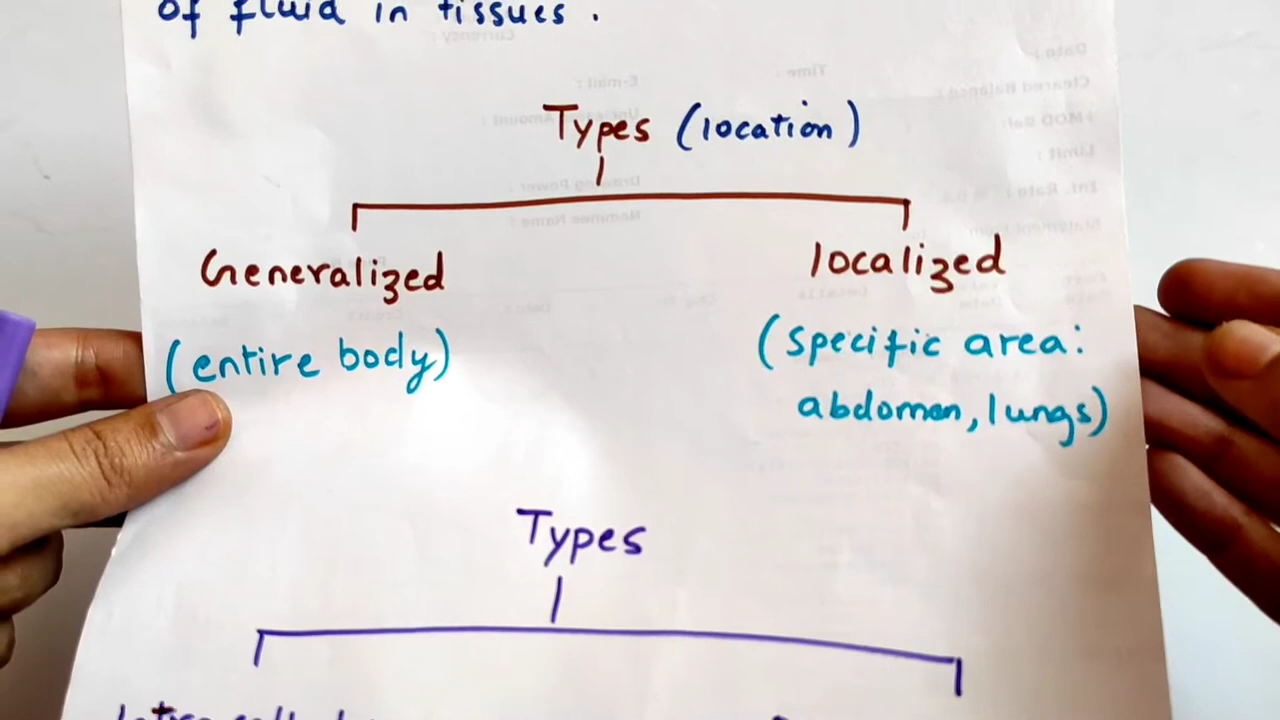 of fluid in tissues.
Types (location)
Generalized
localized
(entire body)
(specific area:
abdomen, lungs)
Types